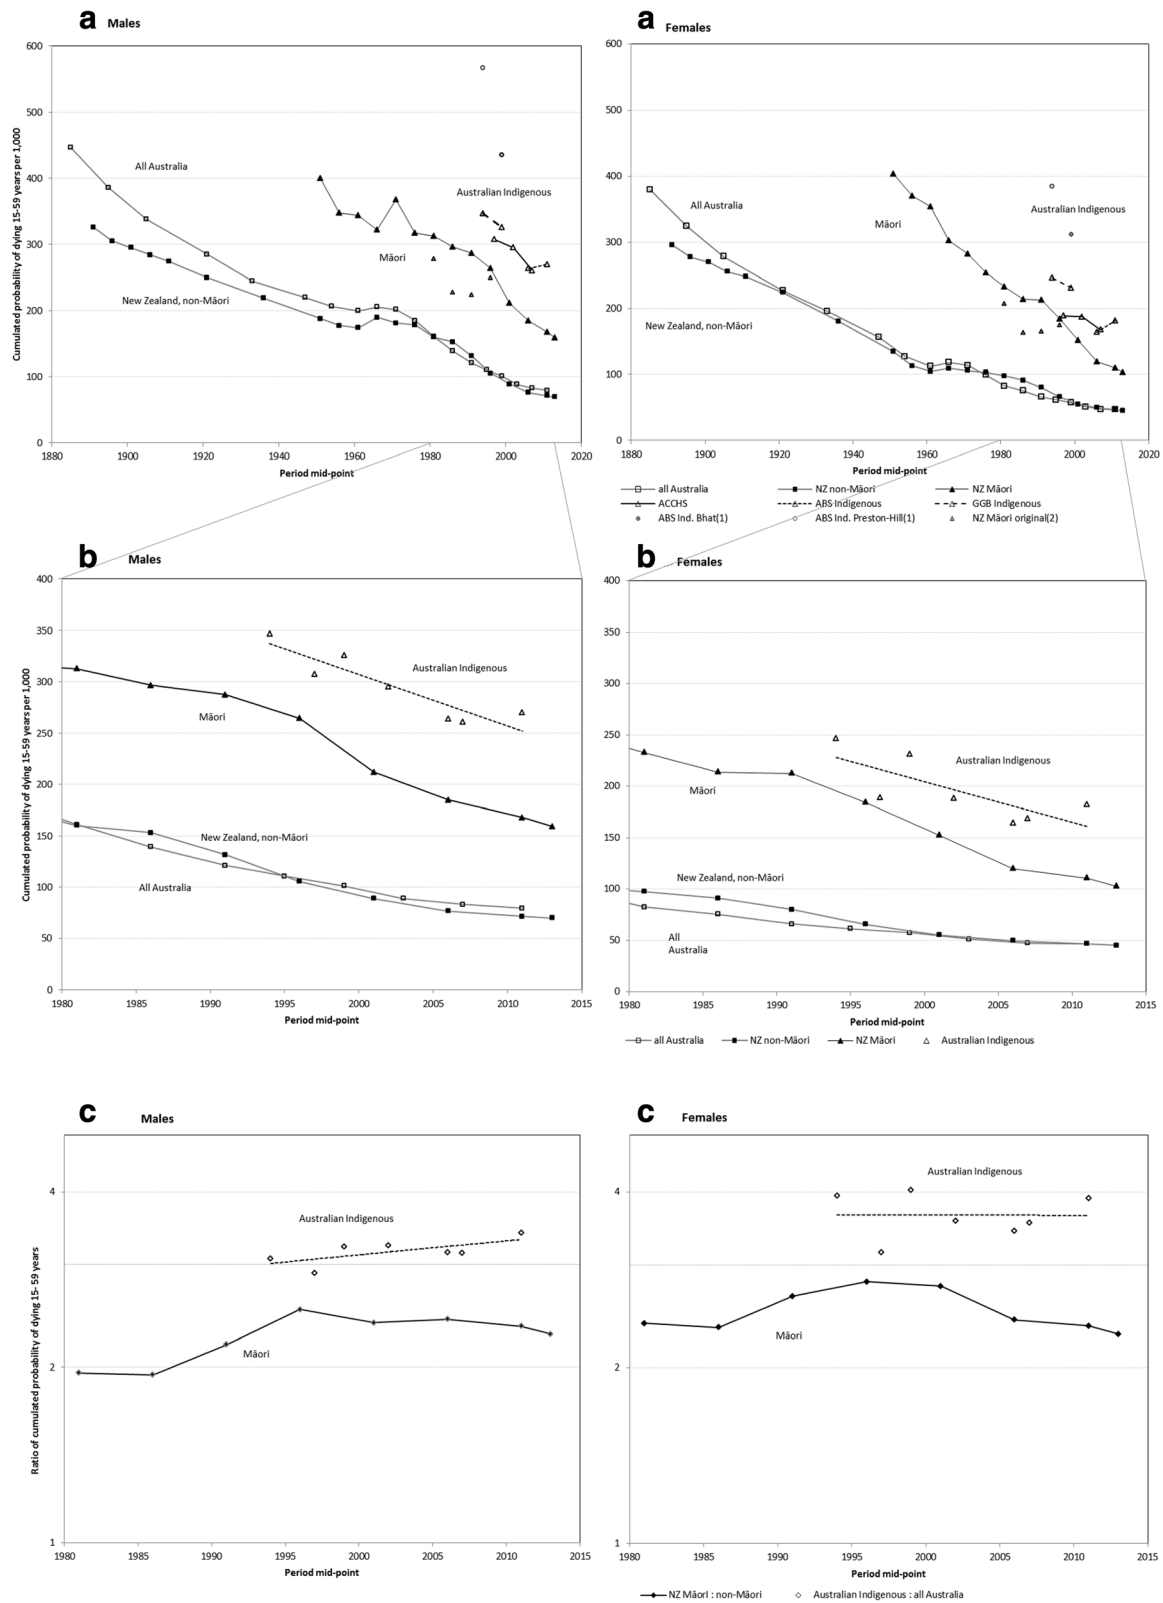 a Males
600
500
400
300
200
100
0
Cumulated probability of dying 15-59 years per 1,000
All Australia
New Zealand, non-Māori
Māori
Australian Indigenous
1880 1900 1920 1940 1960 1980 2000 2020
Period mid-point
a Females
600
500
400
300
200
100
0
All Australia
New Zealand, non-Māori
Māori
Australian Indigenous
1880 1900 1920 1940 1960 1980 2000 2020
Period mid-point
all Australia NZ non-Māori NZ Māori
ACCHS ABS Indigenous GGB Indigenous
ABS Ind. Bhat(1) ABS Ind. Preston-Hill(1) NZ Māori original(2)
b Males
400
350
300
250
200
150
100
50
0
Cumulated probability of dying 15-59 years per 1,000
Australian Indigenous
Māori
New Zealand, non-Māori
All Australia
1980 1985 1990 1995 2000 2005 2010 2015
Period mid-point
b Females
400
350
300
250
200
150
100
50
0
Australian Indigenous
Māori
New Zealand, non-Māori
All
Australia
1980 1985 1990 1995 2000 2005 2010 2015
Period mid-point
all Australia NZ non-Māori NZ Māori Australian Indigenous
c Males
4
2
1
Ratio of cumulated probability of dying 15- 59 years
Australian Indigenous
Māori
1980 1985 1990 1995 2000 2005 2010 2015
Period mid-point
c Females
4
2
1
Australian Indigenous
Māori
1980 1985 1990 1995 2000 2005 2010 2015
Period mid-point
NZ MāorI : non-Māori Australian Indigenous : all Australia